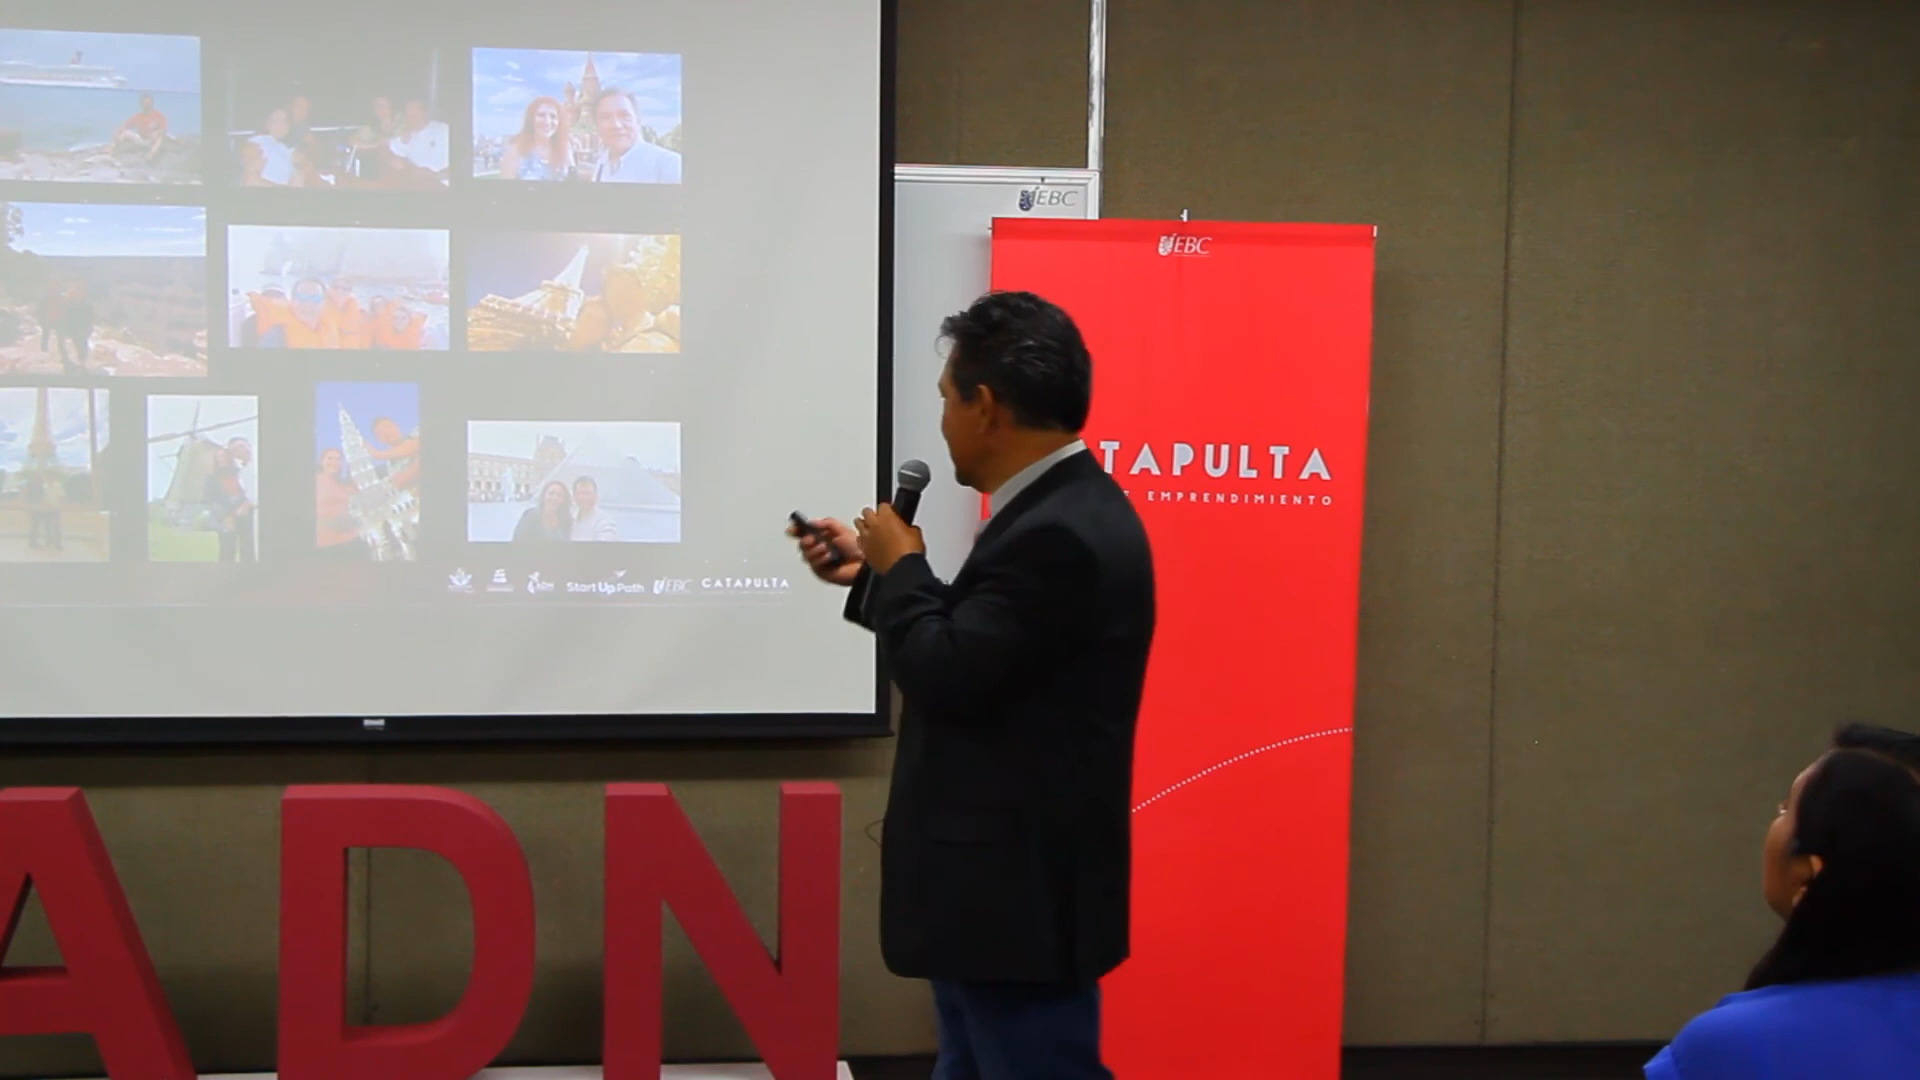 EBC
EBC
TAPULTA
EMPRENDIMIENTO
StartUpPath EBC CATAPULTA
ADN